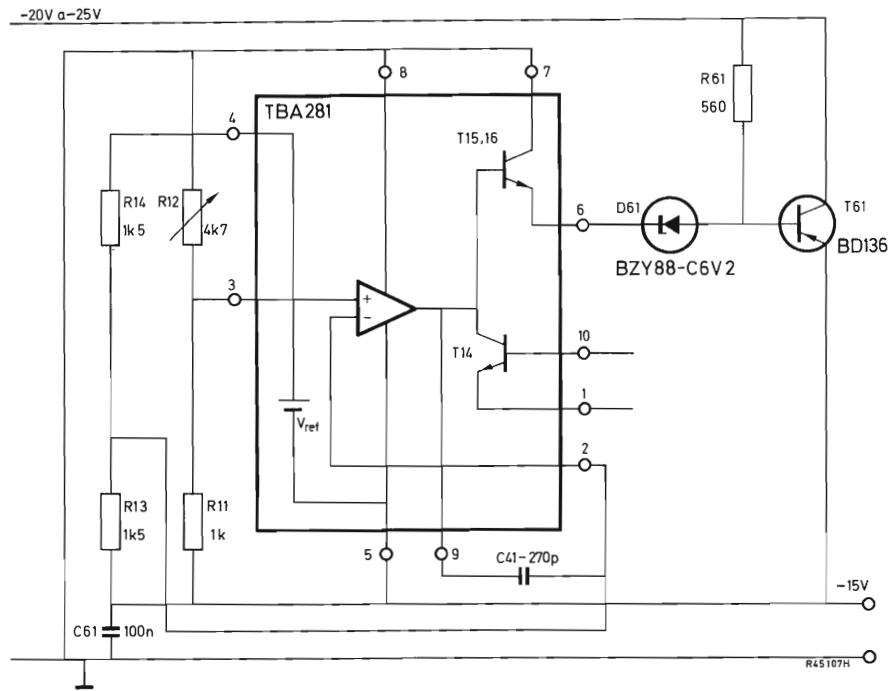 -20V a-25V
8
7
R61
560
TBA281
4
T15,16
R14
1k5
R12
4k7
6
D61
T61
BD136
BZY88-C6V2
3
+
-
10
T14
1
Vref
2
R13
1k5
R11
1k
5
9
C41-270p
-15V
C61
100n
R45107H